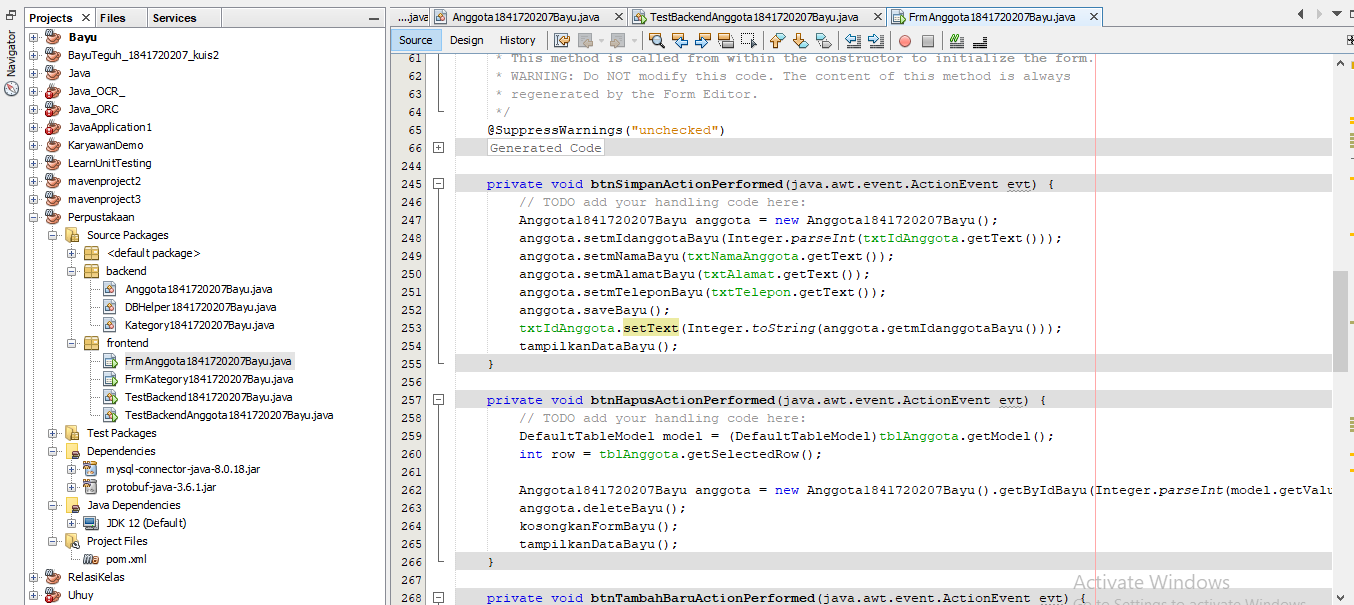 Projects
Files
Services
Navigator
Bayu
BayuTeguh_1841720207_kuis2
Java
Java_OCR_
Java_ORC
JavaApplication1
KaryawanDemo
LearnUnitTesting
mavenproject2
mavenproject3
Perpustakaan
Source Packages
<default package>
backend
Anggota1841720207Bayu.java
DBHelper1841720207Bayu.java
Kategory1841720207Bayu.java
frontend
FrmAnggota1841720207Bayu.java
FrmKategory1841720207Bayu.java
TestBackend1841720207Bayu.java
TestBackendAnggota1841720207Bayu.java
Test Packages
Dependencies
mysql-connector-java-8.0.18.jar
protobuf-java-3.6.1.jar
Java Dependencies
JDK 12 (Default)
Project Files
pom.xml
RelasiKelas
Uhuy
....java
Anggota1841720207Bayu.java
TestBackendAnggota1841720207Bayu.java
FrmAnggota1841720207Bayu.java
Source Design History
61 * This method is called from within the constructor to initialize the form.
62 * WARNING: Do NOT modify this code. The content of this method is always
63 * regenerated by the Form Editor.
64 */
65 @SuppressWarnings("unchecked")
66 Generated Code
244
245 private void btnSimpanActionPerformed(java.awt.event.ActionEvent evt) {
246 // TODO add your handling code here:
247 Anggota1841720207Bayu anggota = new Anggota1841720207Bayu();
248 anggota.setmIdanggotaBayu(Integer.parseInt(txtIdAnggota.getText()));
249 anggota.setmNamaBayu(txtNamaAnggota.getText());
250 anggota.setmAlamatBayu(txtAlamat.getText());
251 anggota.setmTeleponBayu(txtTelepon.getText());
252 anggota.saveBayu();
253 txtIdAnggota.setText(Integer.toString(anggota.getmIdanggotaBayu()));
254 tampilkanDataBayu();
255 }
256
257 private void btnHapusActionPerformed(java.awt.event.ActionEvent evt) {
258 // TODO add your handling code here:
259 DefaultTableModel model = (DefaultTableModel)tblAnggota.getModel();
260 int row = tblAnggota.getSelectedRow();
261
262 Anggota1841720207Bayu anggota = new Anggota1841720207Bayu().getByIdBayu(Integer.parseInt(model.getValu
263 anggota.deleteBayu();
264 kosongkanFormBayu();
265 tampilkanDataBayu();
266 }
267
268 private void btnTambahBaruActionPerformed(java.awt.event.ActionEvent evt) {
Activate Windows
Go to Settings to activate Windows.